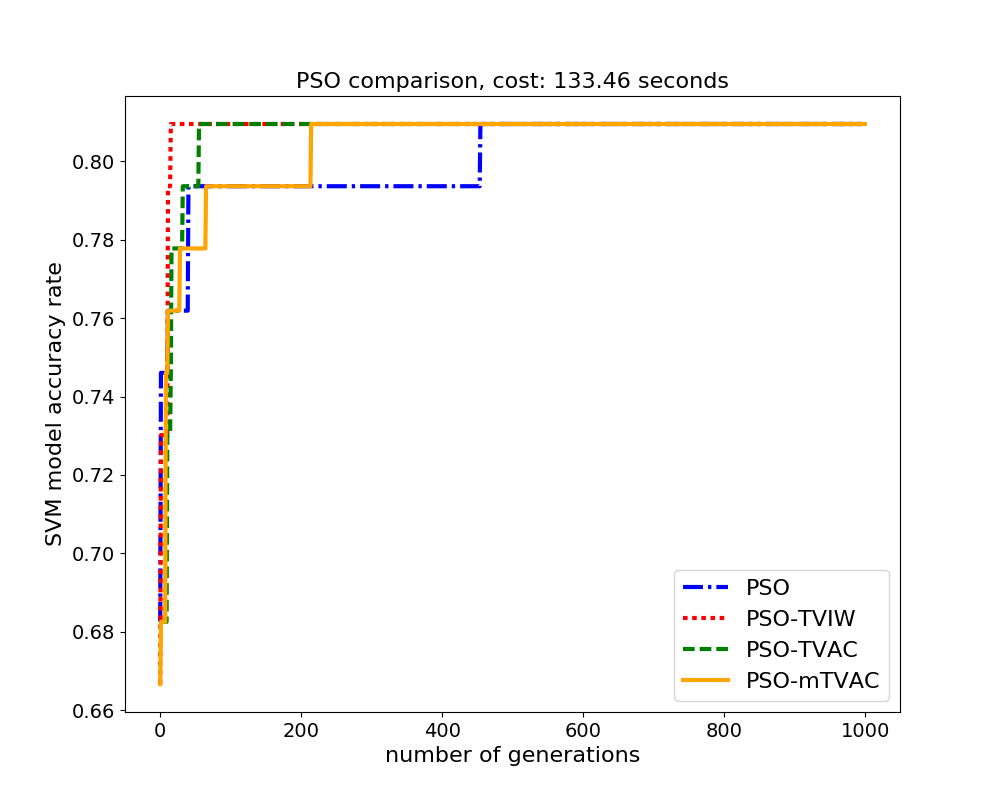 PSO comparison, cost: 133.46 seconds
SVM model accuracy rate
0.80
0.78
0.76
0.74
0.72
0.70
0.68
0.66
0 200 400 600 800 1000
number of generations
PSO
PSO-TVIW
PSO-TVAC
PSO-mTVAC